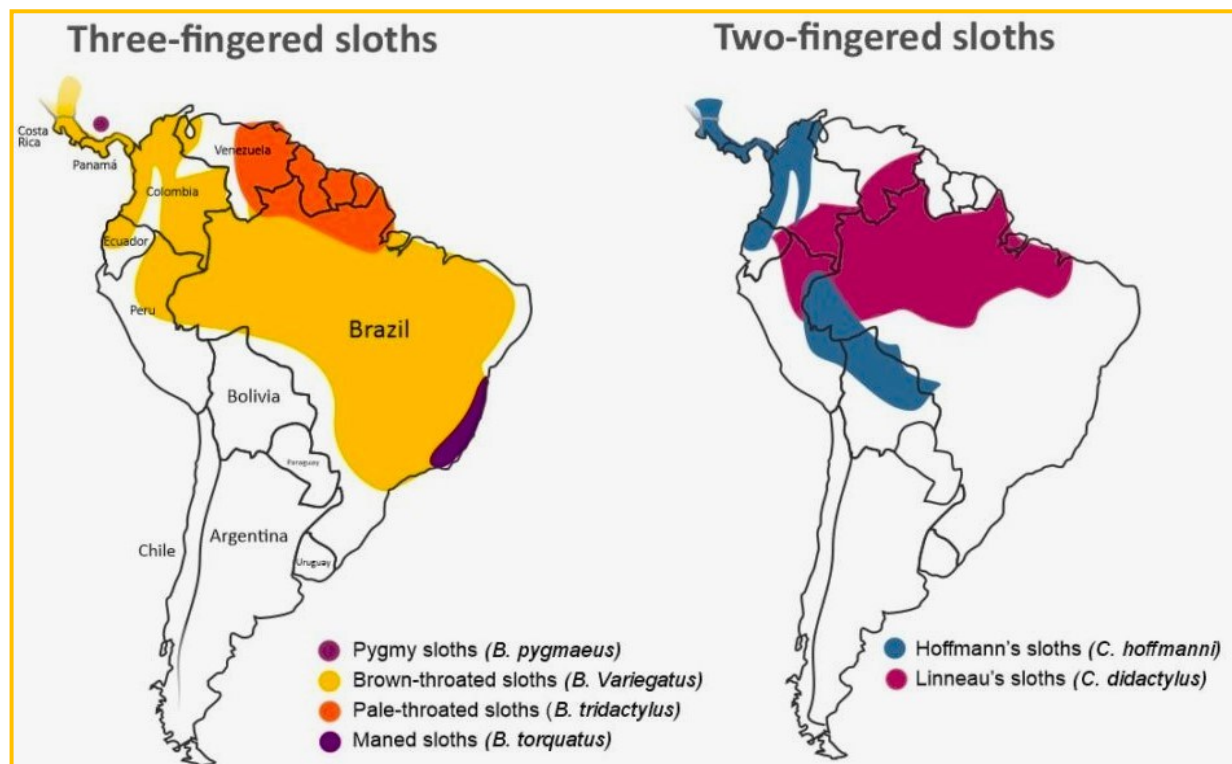 Three-fingered sloths
Costa
Rica
Panamá
Venezuela
Colombia
Ecuador
Peru
Brazil
Bolivia
Paraguay
Chile
Argentina
Uruguay
Pygmy sloths (B. pygmaeus)
Brown-throated sloths (B. Variegatus)
Pale-throated sloths (B. tridactylus)
Maned sloths (B. torquatus)
Two-fingered sloths
Hoffmann's sloths (C. hoffmanni)
Linneau's sloths (C. didactylus)